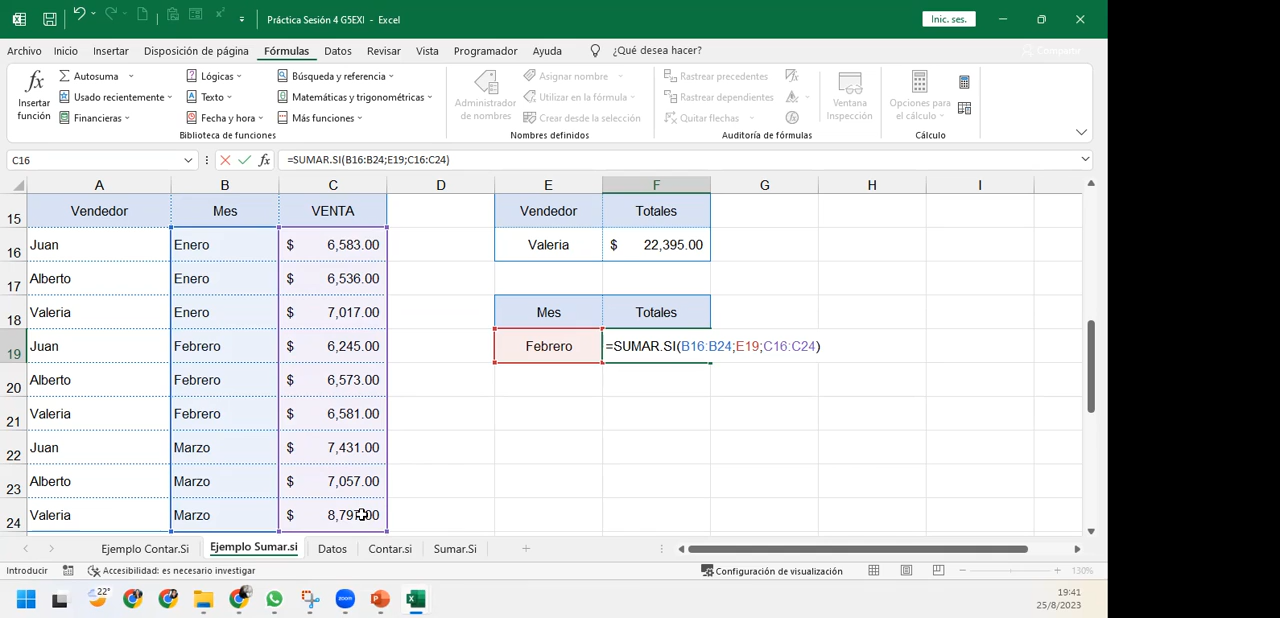 Práctica Sesión 4 G5EXI - Excel
Inic. ses.
Archivo Inicio Insertar Disposición de página Fórmulas Datos Revisar Vista Programador Ayuda ¿Qué desea hacer? Compartir
Insertar función
Autosuma
Usado recientemente
Financieras
Lógicas
Texto
Fecha y hora
Búsqueda y referencia
Matemáticas y trigonométricas
Más funciones
Biblioteca de funciones
Administrador de nombres
Asignar nombre
Utilizar en la fórmula
Crear desde la selección
Nombres definidos
Rastrear precedentes
Rastrear dependientes
Quitar flechas
Auditoría de fórmulas
Ventana Inspección
Opciones para el cálculo
Cálculo
C16 fx =SUMAR.SI(B16:B24;E19;C16:C24)
A B C D E F G H I
15 Vendedor Mes VENTA Vendedor Totales
16 Juan Enero $ 6,583.00 Valeria $ 22,395.00
17 Alberto Enero $ 6,536.00
18 Valeria Enero $ 7,017.00 Mes Totales
19 Juan Febrero $ 6,245.00 Febrero =SUMAR.SI(B16:B24;E19;C16:C24)
20 Alberto Febrero $ 6,573.00
21 Valeria Febrero $ 6,581.00
22 Juan Marzo $ 7,431.00
23 Alberto Marzo $ 7,057.00
24 Valeria Marzo $ 8,797.00
Ejemplo Contar.Si Ejemplo Sumar.si Datos Contar.si Sumar.Si
Introducir Accesibilidad: es necesario investigar Configuración de visualización 130%
22°
zoom
19:41
25/8/2023